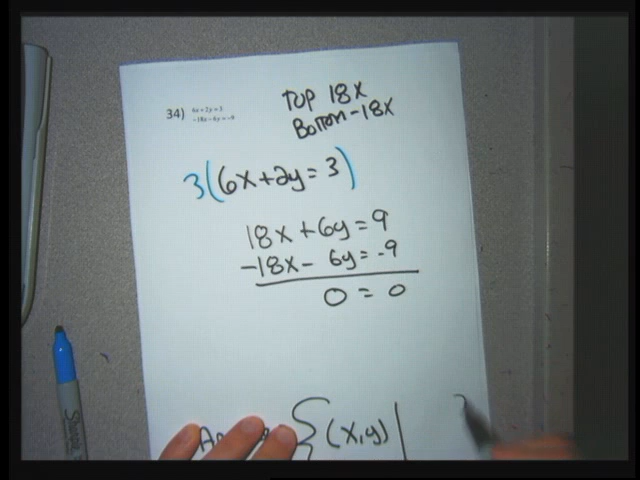 34) 6x + 2y = 3
-18x - 6y = -9
TOP 18X
BOTTOM -18X
3(6X+2y=3)
18X+6y=9
-18X- 6y=-9
0 = 0
{(x,y)|